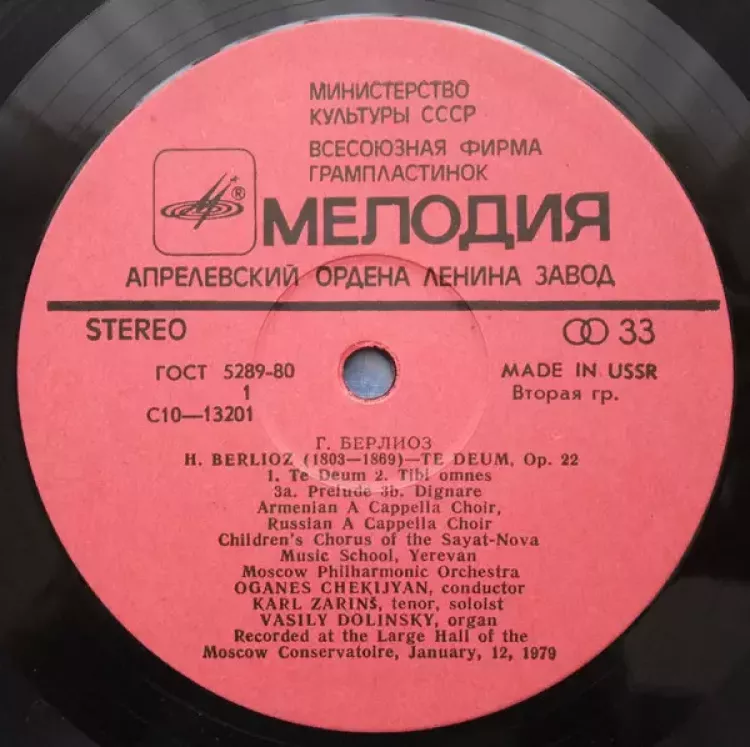 МИНИСТЕРСТВО
КУЛЬТУРЫ СССР
ВСЕСОЮЗНАЯ ФИРМА
ГРАМПЛАСТИНОК
®
МЕЛОДИЯ
АПРЕЛЕВСКИЙ ОРДЕНА ЛЕНИНА ЗАВОД
STEREO
33
ГОСТ 5289-80
MADE IN USSR
1
Вторая гр.
С10—13201
Г. БЕРЛИОЗ
H. BERLIOZ (1803—1869)—TE DEUM, Op. 22
1. Te Deum 2. Tibi omnes
3a. Prelude 3b. Dignare
Armenian A Cappella Choir,
Russian A Cappella Choir
Children's Chorus of the Sayat-Nova
Music School, Yerevan
Moscow Philharmonic Orchestra
OGANES CHEKIJYAN, conductor
KARL ZARINŠ, tenor, soloist
VASILY DOLINSKY, organ
Recorded at the Large Hall of the
Moscow Conservatoire, January, 12, 1979